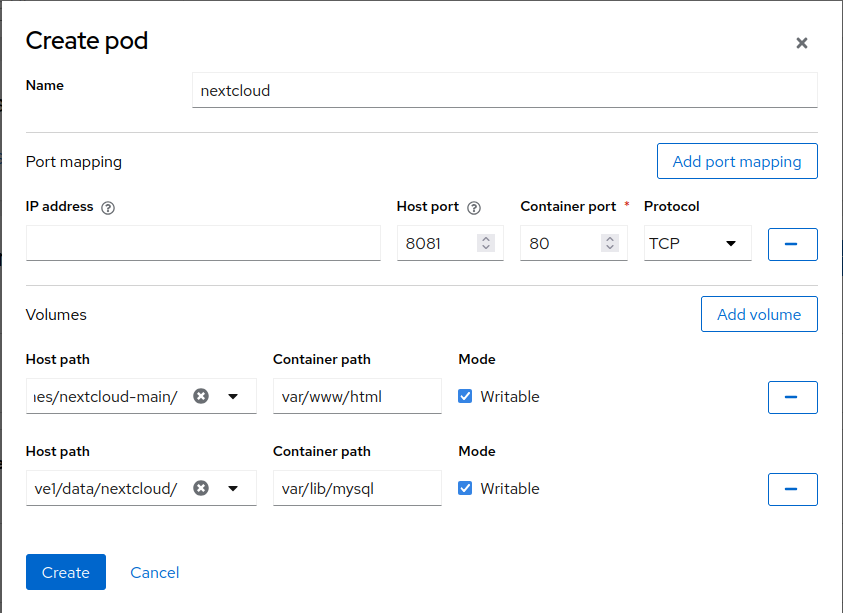 Create pod
Name
nextcloud
Port mapping
Add port mapping
IP address
Host port
Container port *
Protocol
8081
80
TCP
Volumes
Add volume
Host path
Container path
Mode
es/nextcloud-main/
var/www/html
Writable
Host path
Container path
Mode
ve1/data/nextcloud/
var/lib/mysql
Writable
Create
Cancel